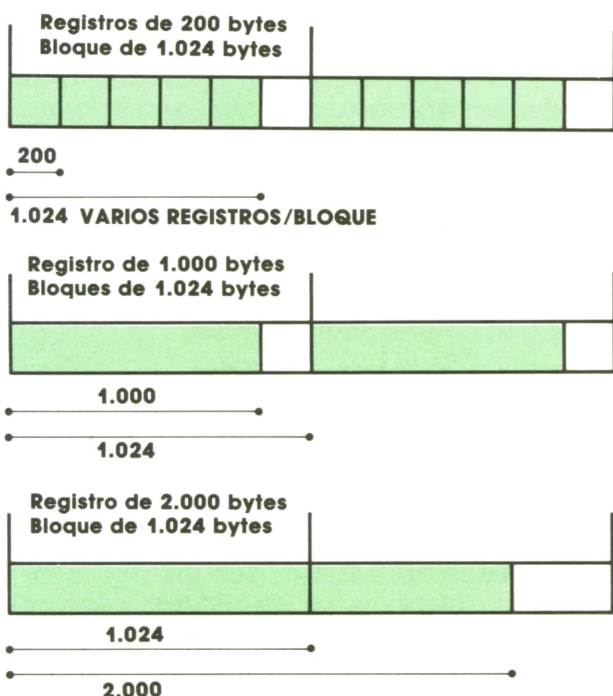 Registros de 200 bytes
Bloque de 1.024 bytes
200
1.024 VARIOS REGISTROS/BLOQUE
Registro de 1.000 bytes
Bloques de 1.024 bytes
1.000
1.024
Registro de 2.000 bytes
Bloque de 1.024 bytes
1.024
2.000